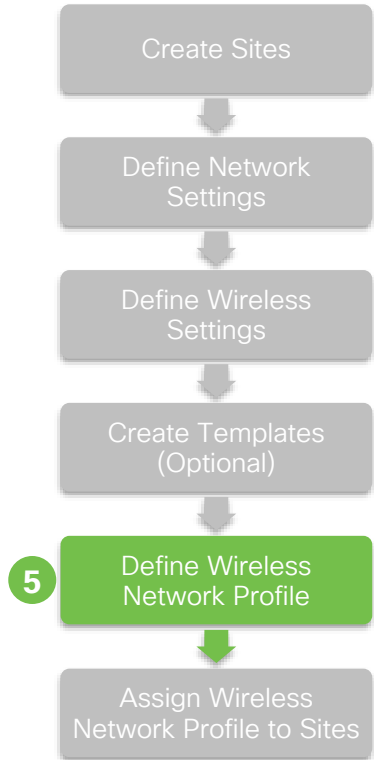 Create Sites
Define Network
Settings
Define Wireless
Settings
Create Templates
(Optional)
5
Define Wireless
Network Profile
Assign Wireless
Network Profile to Sites